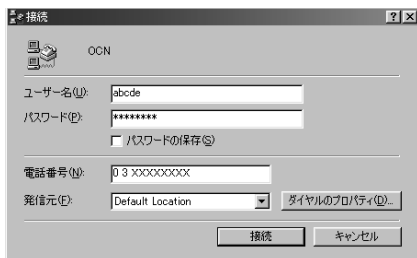 接続
OCN
ユーザー名(U): abcde
パスワード(P): ********
パスワードの保存(S)
電話番号(N): 0 3 XXXXXXXX
発信元(F): Default Location ダイヤルのプロパティ(D)...
接続 キャンセル